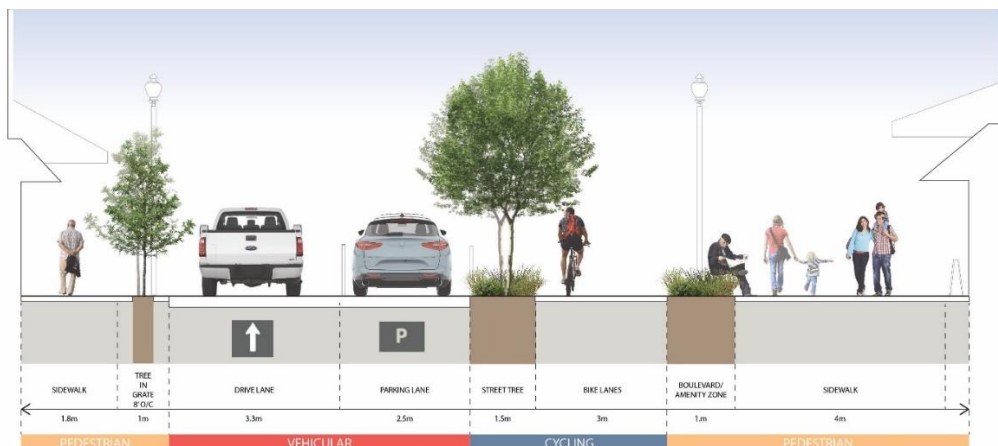 P
SIDEWALK
TREE
IN
GRATE
8' O/C
DRIVE LANE
PARKING LANE
STREET TREE
BIKE LANES
BOULEVARD/
AMENITY ZONE
SIDEWALK
1.8m
1m
3.3m
2.5m
1.5m
3m
1.m
4m
PEDESTRIAN
VEHICULAR
CYCLING
PEDESTRIAN